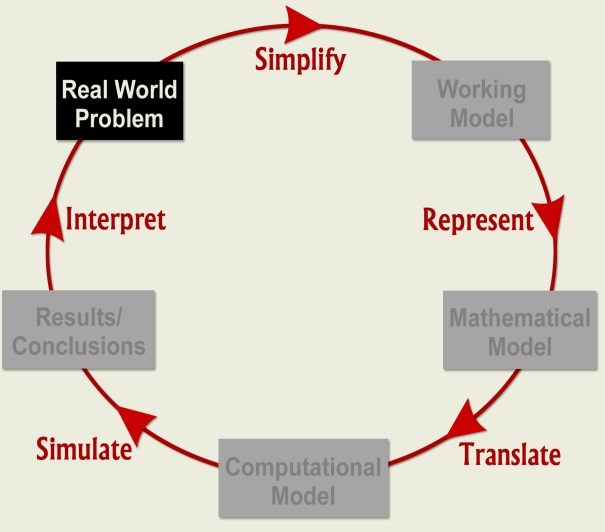 Simplify
Real World
Problem
Working
Model
Interpret
Represent
Results/
Conclusions
Mathematical
Model
Simulate
Translate
Computational
Model